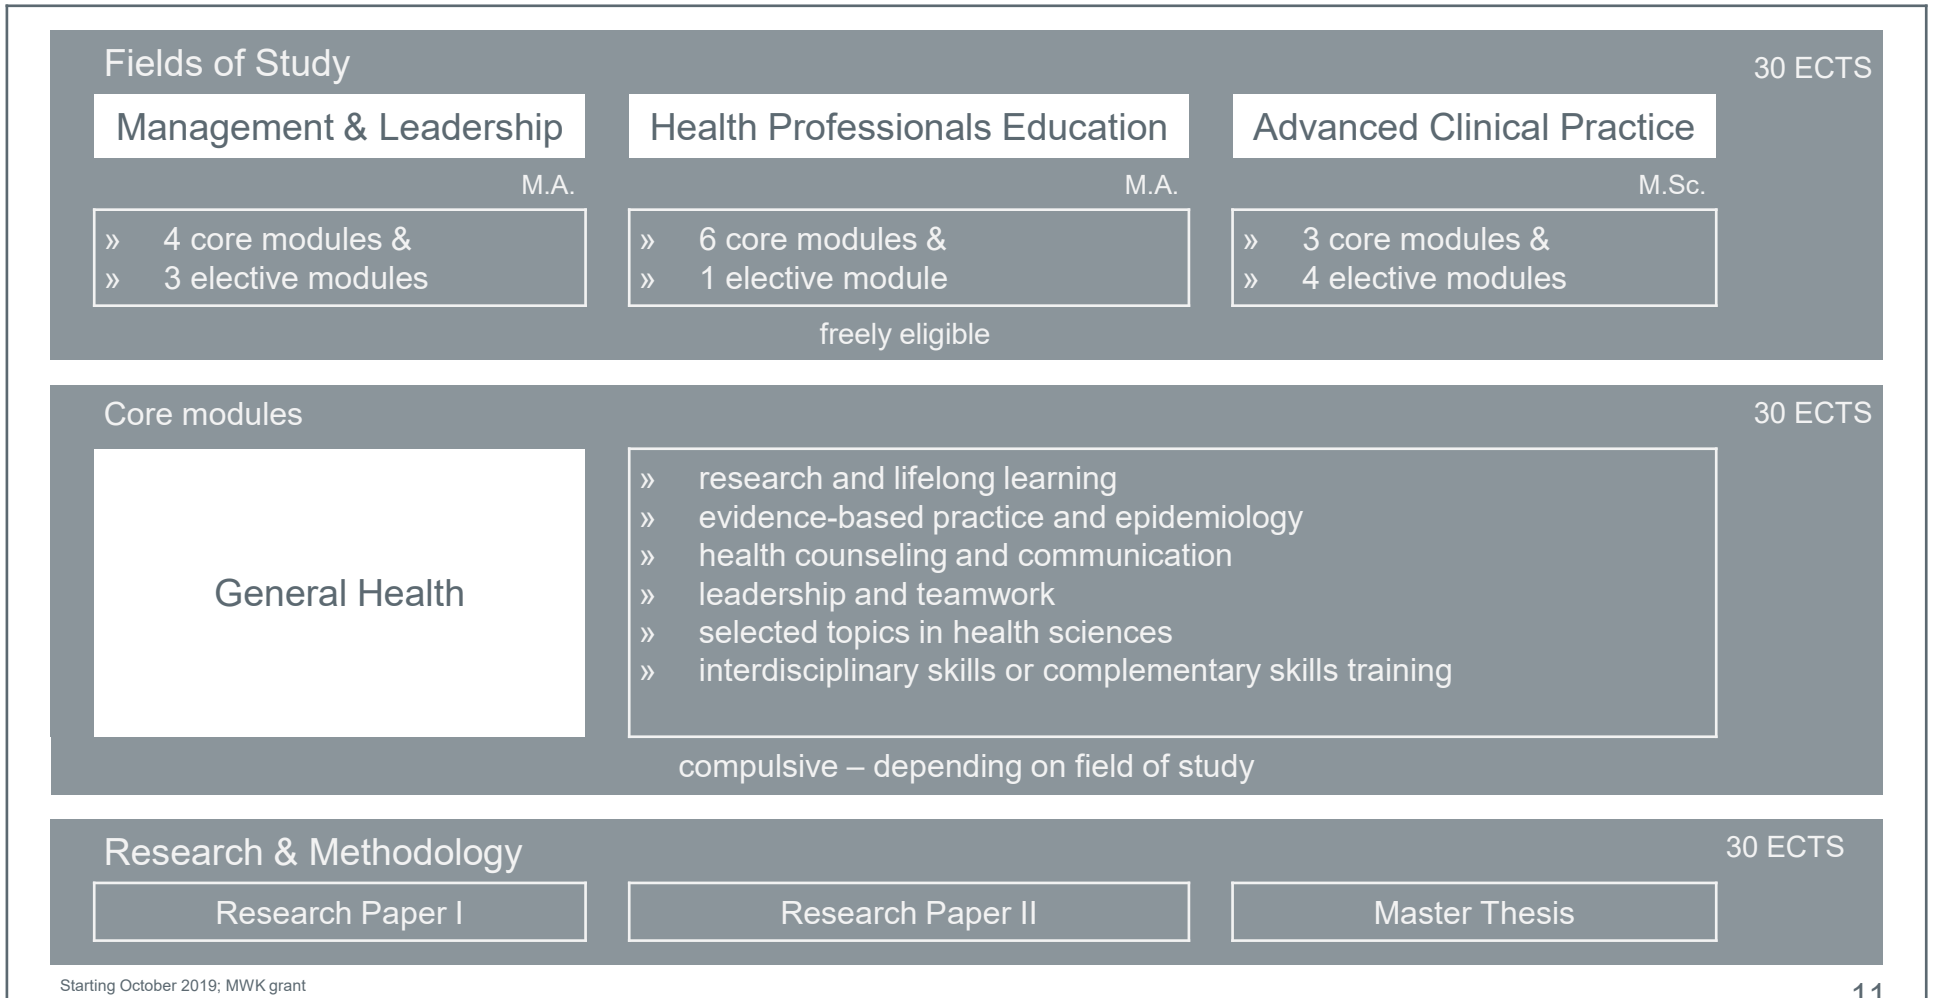 Fields of Study
30 ECTS
Management & Leadership
Health Professionals Education
Advanced Clinical Practice
M.A.
M.A.
M.Sc.
» 4 core modules &
» 3 elective modules
» 6 core modules &
» 1 elective module
» 3 core modules &
» 4 elective modules
freely eligible
Core modules
30 ECTS
General Health
» research and lifelong learning
» evidence-based practice and epidemiology
» health counseling and communication
» leadership and teamwork
» selected topics in health sciences
» interdisciplinary skills or complementary skills training
compulsive – depending on field of study
Research & Methodology
30 ECTS
Research Paper I
Research Paper II
Master Thesis
Starting October 2019; MWK grant
11